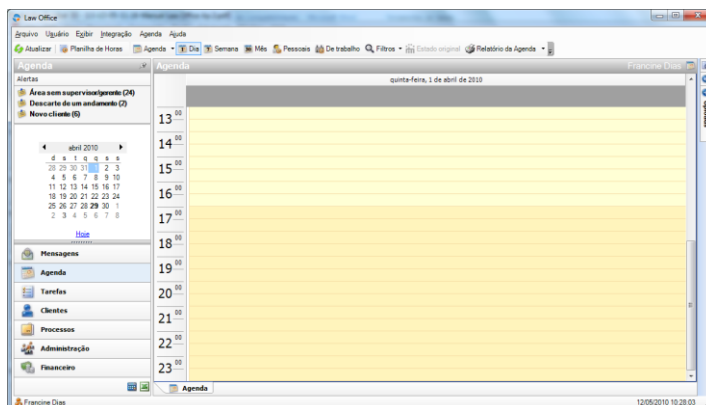 Law Office
Arquivo Usuário Exibir Integração Agenda Ajuda
Atualizar Planilha de Horas Agenda Dia Semana Mês Pessoais De trabalho Filtros Estado original Relatório da Agenda
Agenda
Agenda Francine Dias
Alertas
quinta-feira, 1 de abril de 2010
Área sem supervisor/gerente (24)
Descarte de um andamento (2)
Novo cliente (6)
abril 2010
d s t q q s s
28 29 30 31 1 2 3
4 5 6 7 8 9 10
11 12 13 14 15 16 17
18 19 20 21 22 23 24
25 26 27 28 29 30 1
2 3 4 5 6 7 8
Hoje
Mensagens
Agenda
Tarefas
Clientes
Processos
Administração
Financeiro
13 00
14 00
15 00
16 00
17 00
18 00
19 00
20 00
21 00
22 00
23 00
Agenda
Francine Dias 12/05/2010 10:28:03